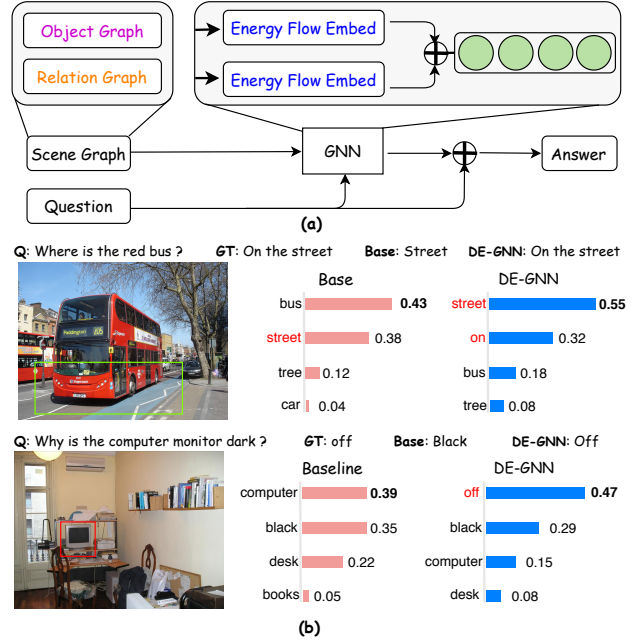 Object Graph
Relation Graph
Energy Flow Embed
Energy Flow Embed
Scene Graph
GNN
Answer
Question
(a)
Q: Where is the red bus ? GT: On the street Base: Street DE-GNN: On the street
Base
bus 0.43
street 0.38
tree 0.12
car 0.04
DE-GNN
street 0.55
on 0.32
bus 0.18
tree 0.08
Paddington 205
Q: Why is the computer monitor dark ? GT: off Base: Black DE-GNN: Off
Baseline
computer 0.39
black 0.35
desk 0.22
books 0.05
DE-GNN
off 0.47
black 0.29
computer 0.15
desk 0.08
(b)